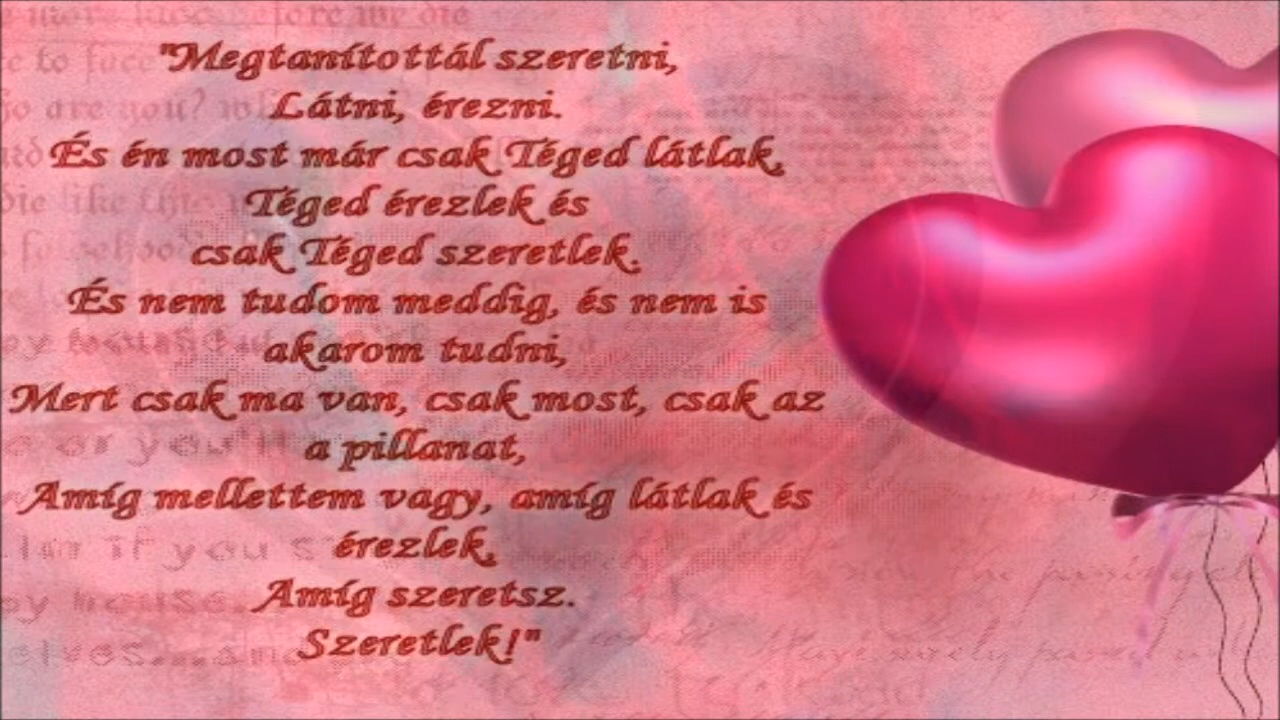 "Megtanítottál szeretni,
Látni, érezni.
És én most már csak Téged látlak,
Téged érezlek és
csak Téged szeretlek.
És nem tudom meddig, és nem is
akarom tudni,
Mert csak ma van, csak most, csak az
a pillanat,
Amíg mellettem vagy, amíg látlak és
érezlek,
Amíg szeretsz.
Szeretlek!"